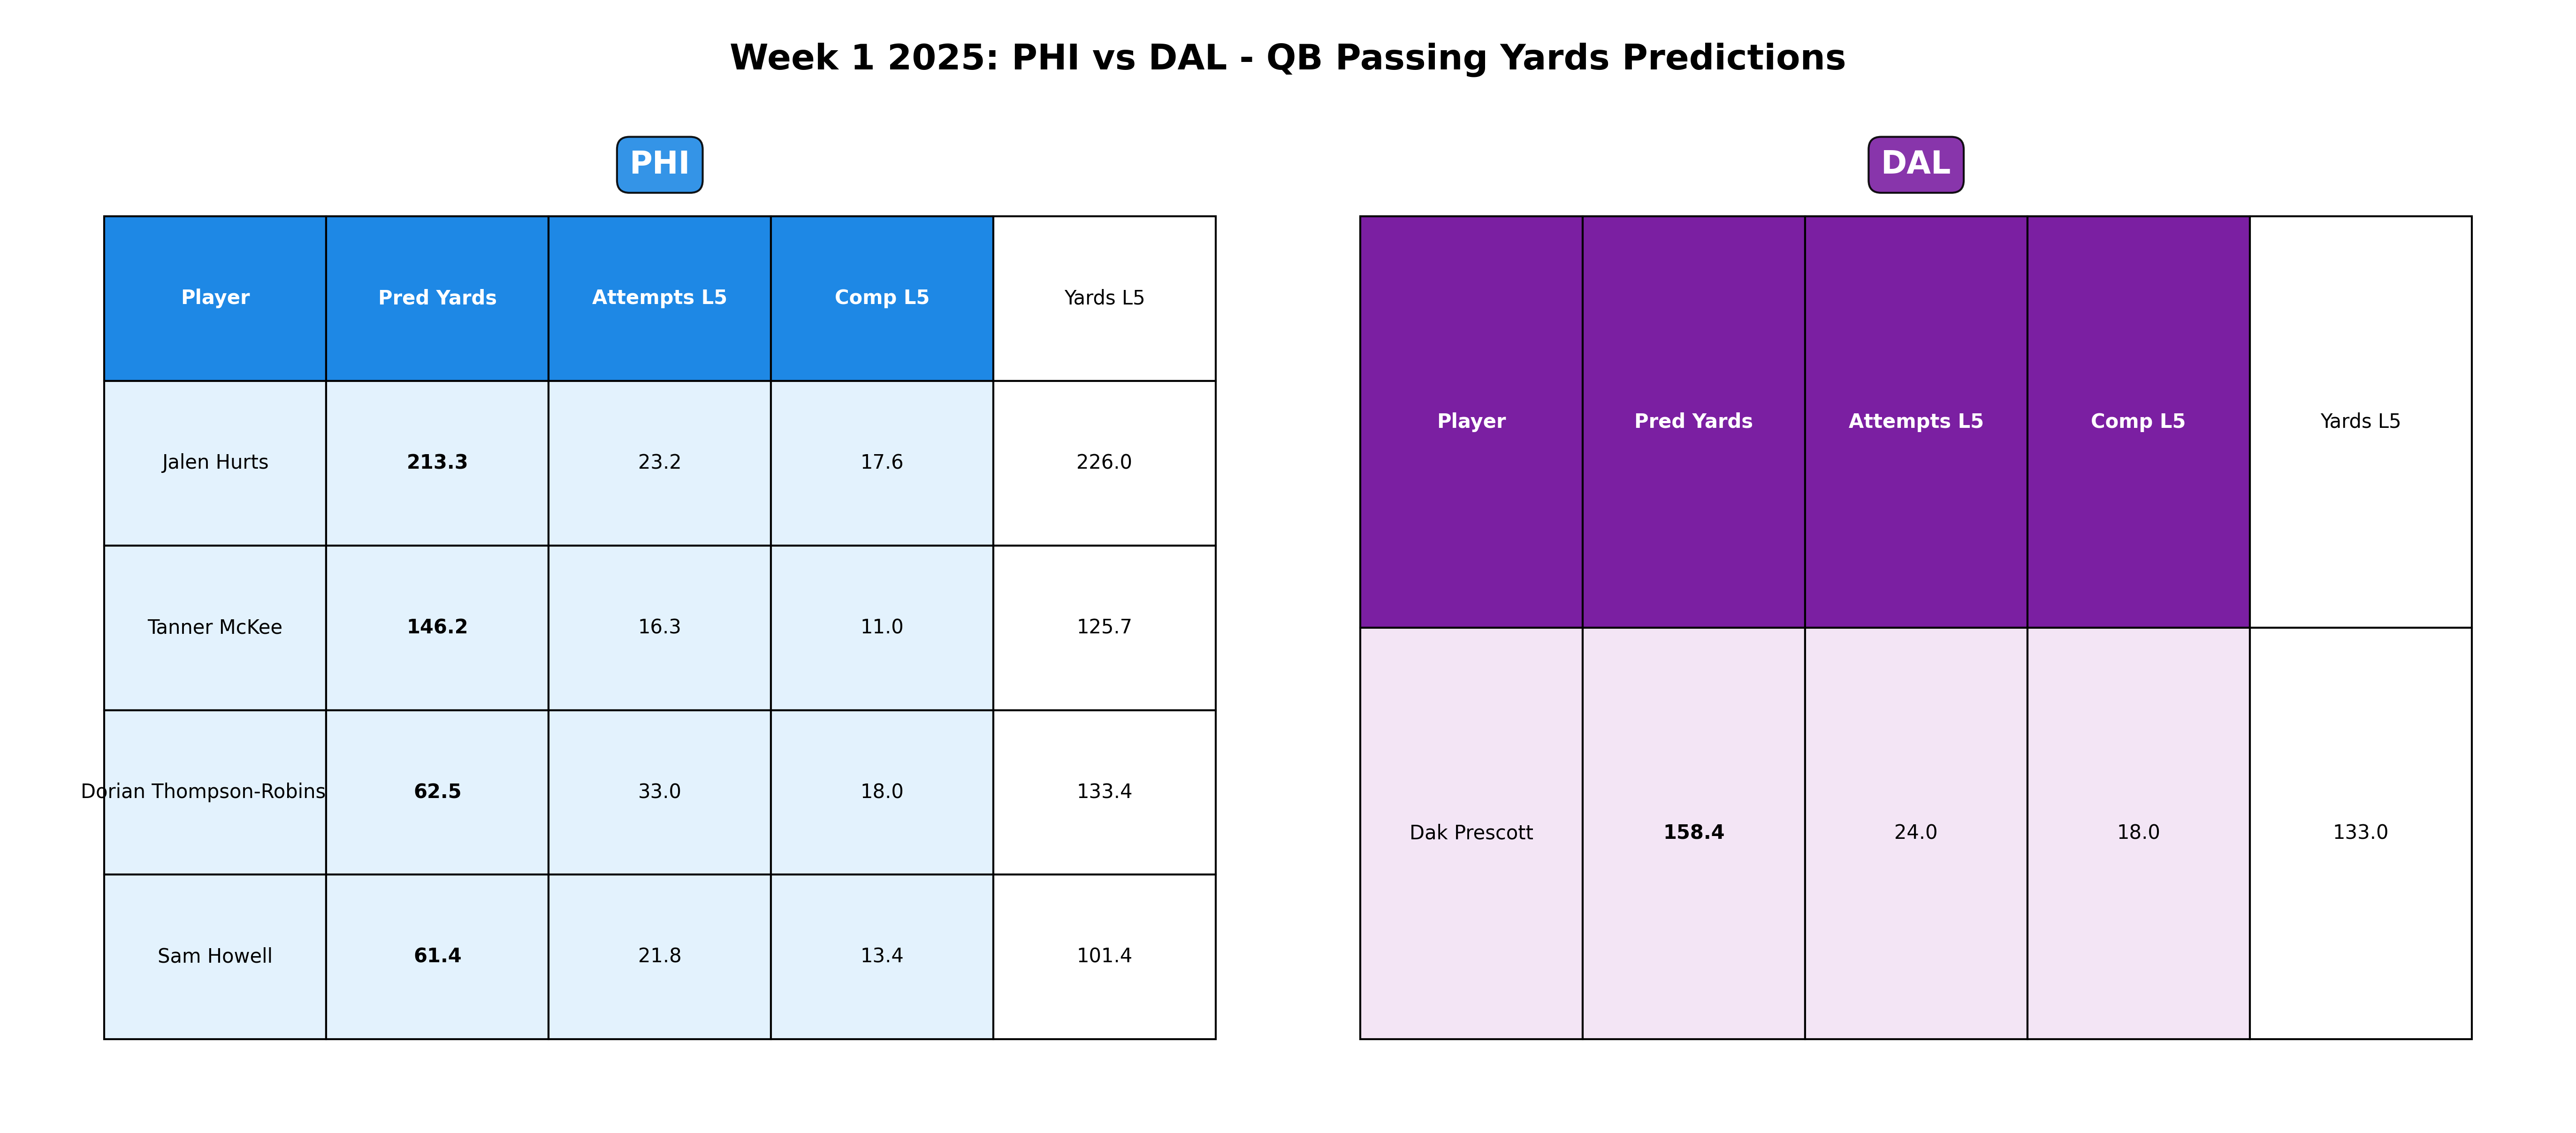 Week 1 2025: PHI vs DAL - QB Passing Yards Predictions
PHI
Player Pred Yards Attempts L5 Comp L5 Yards L5
Jalen Hurts 213.3 23.2 17.6 226.0
Tanner McKee 146.2 16.3 11.0 125.7
Dorian Thompson-Robins 62.5 33.0 18.0 133.4
Sam Howell 61.4 21.8 13.4 101.4
DAL
Player Pred Yards Attempts L5 Comp L5 Yards L5
Dak Prescott 158.4 24.0 18.0 133.0